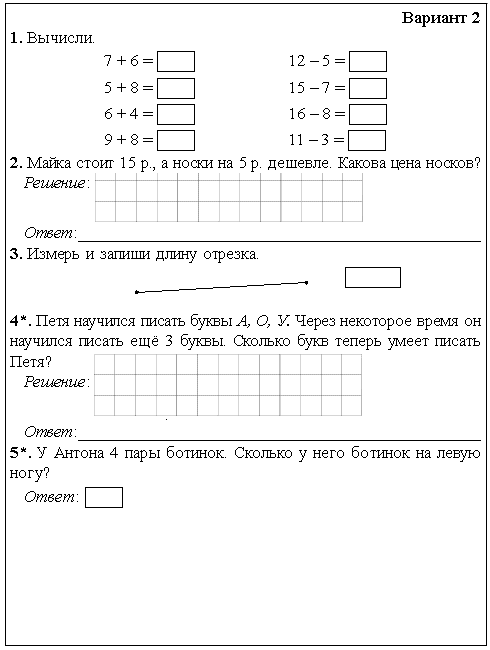 Вариант 2
1. Вычисли.
7 + 6 = 12 – 5 =
5 + 8 = 15 – 7 =
6 + 4 = 16 – 8 =
9 + 8 = 11 – 3 =
2. Майка стоит 15 р., а носки на 5 р. дешевле. Какова цена носков?
Решение:
Ответ:
3. Измерь и запиши длину отрезка.
4*. Петя научился писать буквы А, О, У. Через некоторое время он
научился писать ещё 3 буквы. Сколько букв теперь умеет писать
Петя?
Решение:
Ответ:
5*. У Антона 4 пары ботинок. Сколько у него ботинок на левую
ногу?
Ответ: